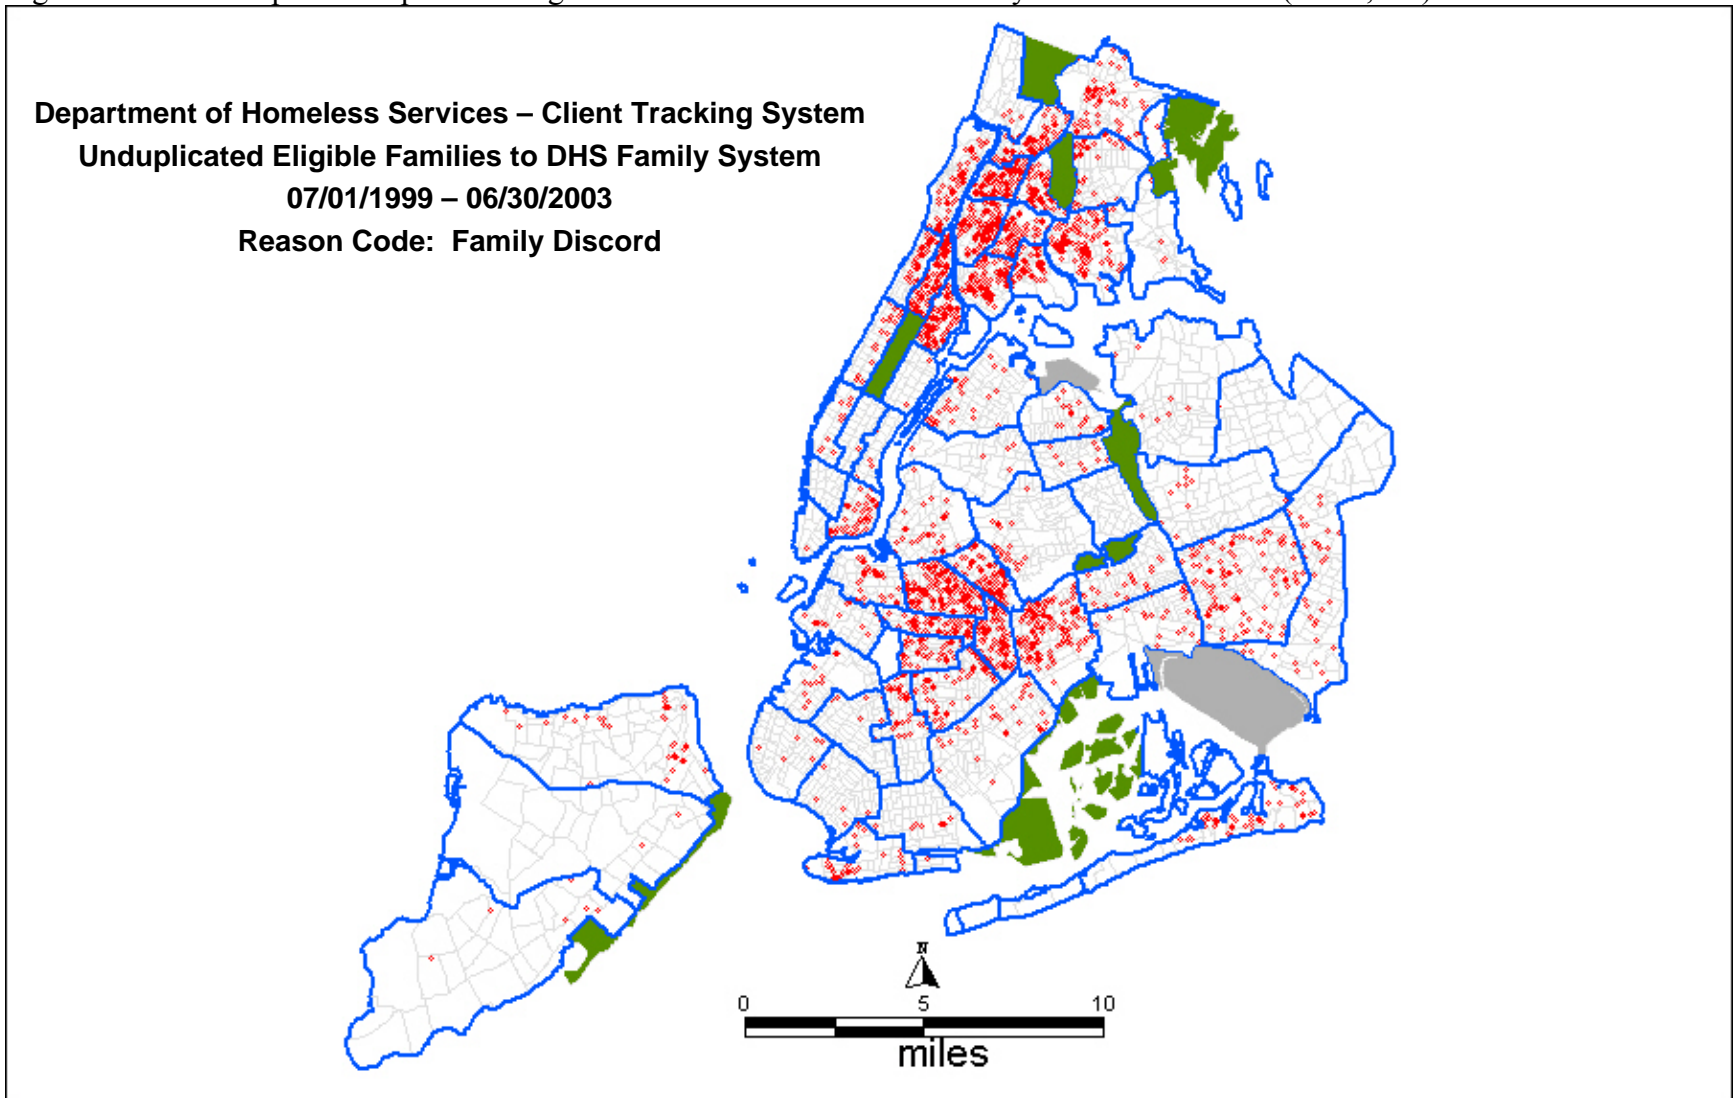 Department of Homeless Services – Client Tracking System
Unduplicated Eligible Families to DHS Family System
07/01/1999 – 06/30/2003
Reason Code: Family Discord
N
0 5 10
miles